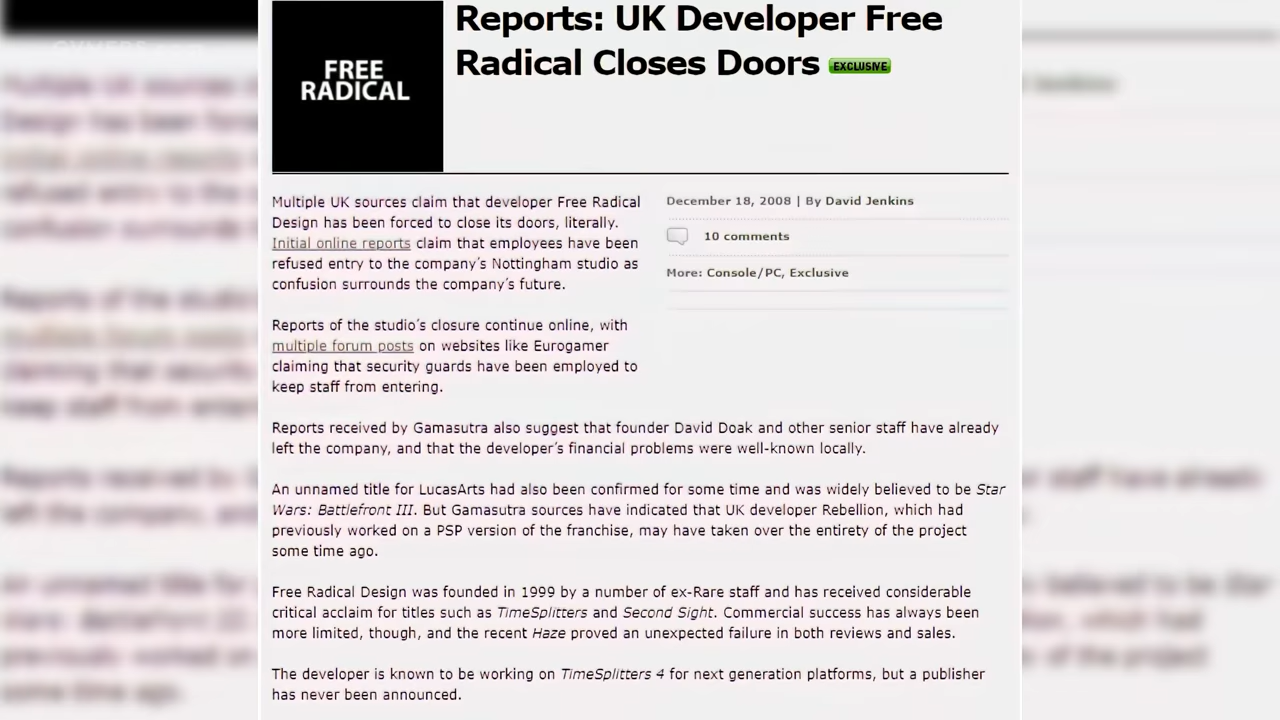 FREE
RADICAL
Reports: UK Developer Free
Radical Closes Doors EXCLUSIVE
December 18, 2008 | By David Jenkins
10 comments
More: Console/PC, Exclusive
Multiple UK sources claim that developer Free Radical
Design has been forced to close its doors, literally.
Initial online reports claim that employees have been
refused entry to the company's Nottingham studio as
confusion surrounds the company's future.
Reports of the studio's closure continue online, with
multiple forum posts on websites like Eurogamer
claiming that security guards have been employed to
keep staff from entering.
Reports received by Gamasutra also suggest that founder David Doak and other senior staff have already
left the company, and that the developer's financial problems were well-known locally.
An unnamed title for LucasArts had also been confirmed for some time and was widely believed to be Star
Wars: Battlefront III. But Gamasutra sources have indicated that UK developer Rebellion, which had
previously worked on a PSP version of the franchise, may have taken over the entirety of the project
some time ago.
Free Radical Design was founded in 1999 by a number of ex-Rare staff and has received considerable
critical acclaim for titles such as TimeSplitters and Second Sight. Commercial success has always been
more limited, though, and the recent Haze proved an unexpected failure in both reviews and sales.
The developer is known to be working on TimeSplitters 4 for next generation platforms, but a publisher
has never been announced.